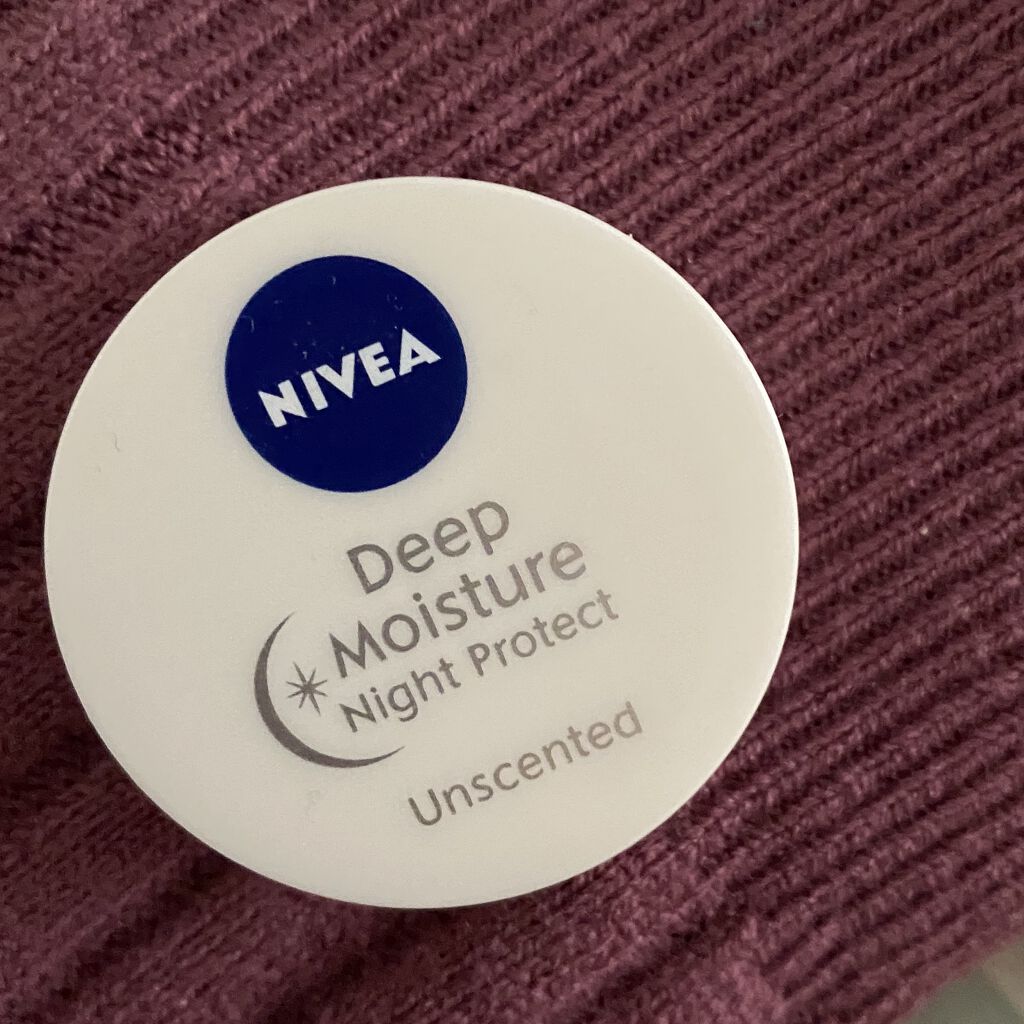 NIVEA
Deep
Moisture
Night Protect
Unscented